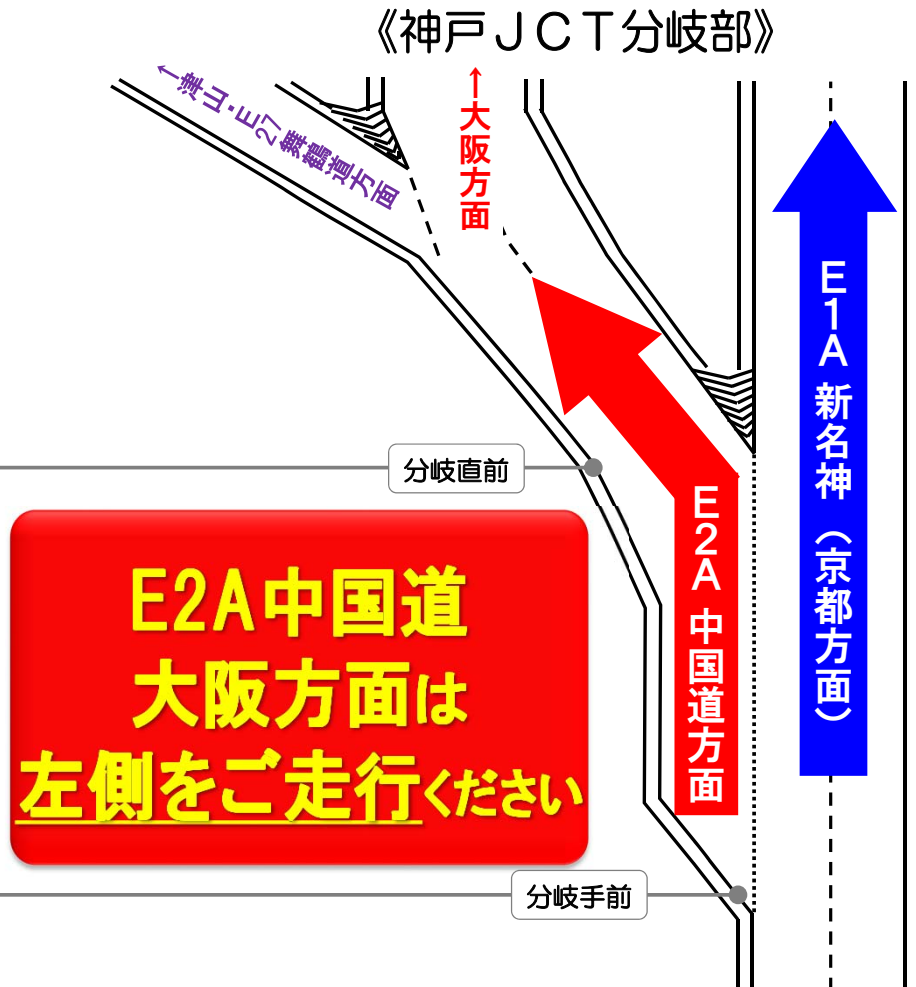 《神戸JCT分岐部》
←津山・E27舞鶴道方面
←大阪方面
E1A 新名神（京都方面）
分岐直前
E2A 中国道方面
E2A中国道
大阪方面は
左側をご走行ください
分岐手前